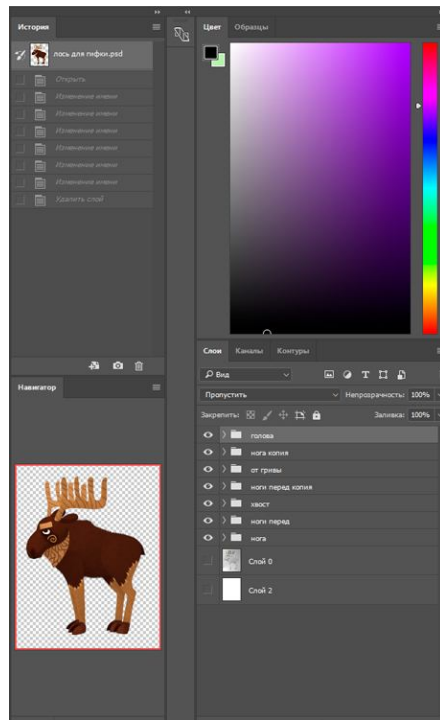 История
лось для гифки.psd
Открыть
Изменение имени
Изменение имени
Изменение имени
Изменение имени
Изменение имени
Изменение имени
Удалить слой
Навигатор
Цвет Образцы
Слои Каналы Контуры
Вид
Пропустить Непрозрачность: 100%
Закрепить: Заливка: 100%
голова
нога копия
от гривы
ноги перед копия
хвост
ноги перед
нога
Слой 0
Слой 2